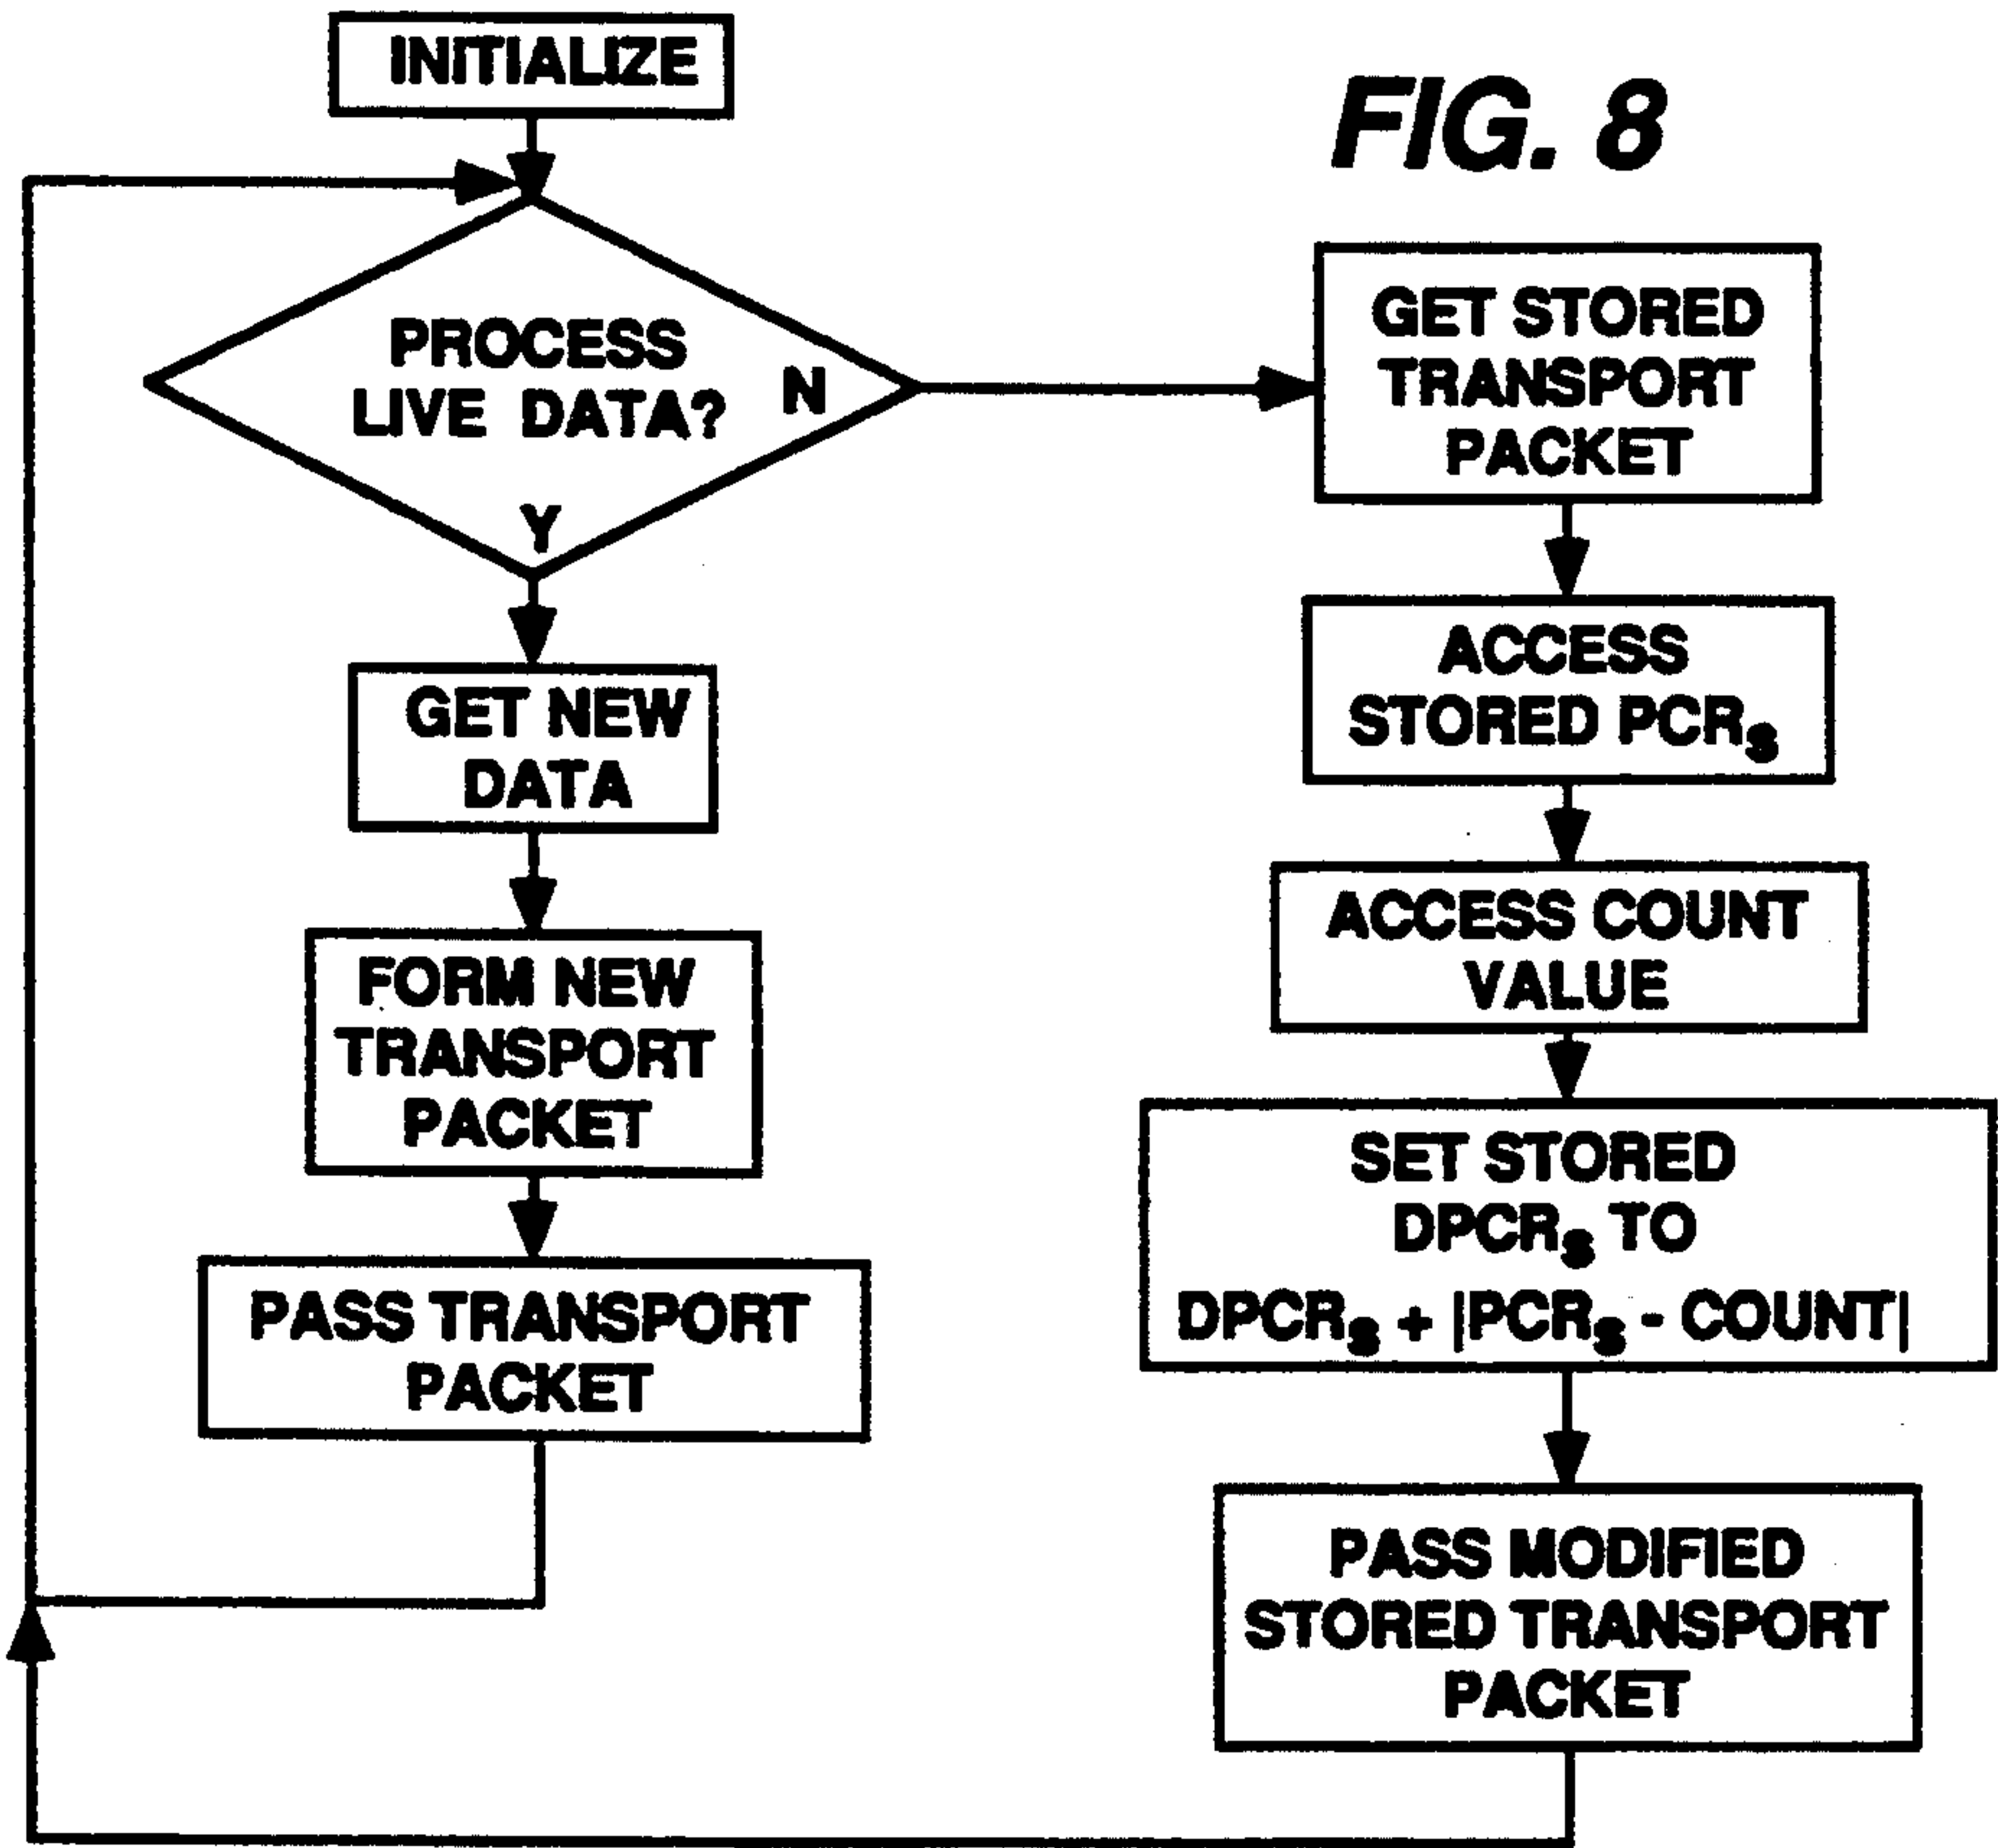 INITIALIZE
FIG. 8
PROCESS
LIVE DATA?
N
Y
GET NEW
DATA
FORM NEW
TRANSPORT
PACKET
PASS TRANSPORT
PACKET
GET STORED
TRANSPORT
PACKET
ACCESS
STORED PCRS
ACCESS COUNT
VALUE
SET STORED
DPCRS TO
DPCRS + |PCRS - COUNT|
PASS MODIFIED
STORED TRANSPORT
PACKET